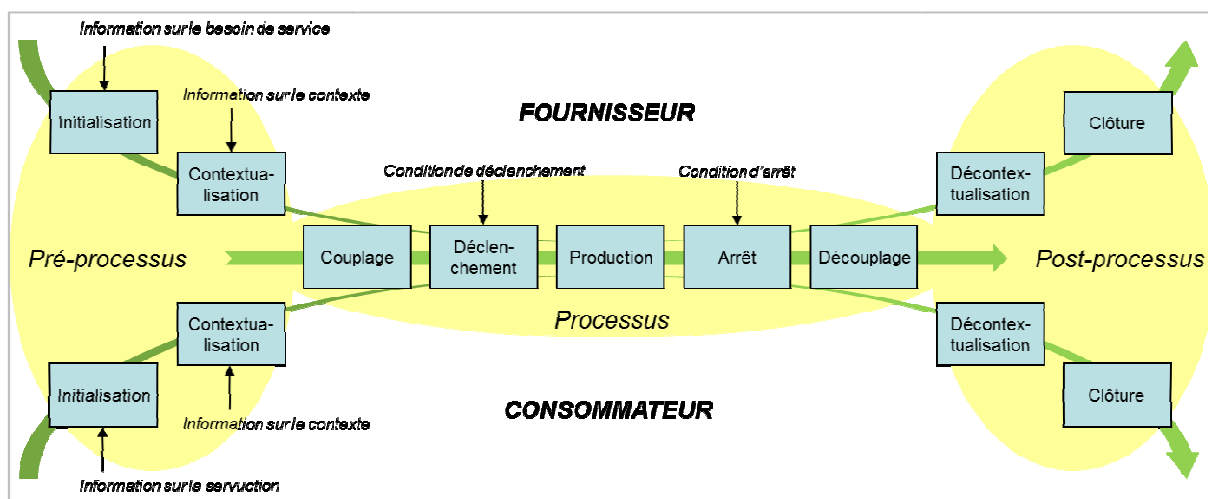 Information sur le besoin de service
Initialisation
Information sur le contexte
Contextua-
lisation
FOURNISSEUR
Condition de déclenchement
Condition d'arrêt
Clôture
Décontex-
tualisation
Pré-processus
Couplage
Déclen-
chement
Production
Arrêt
Découplage
Post-processus
Processus
Contextua-
lisation
Initialisation
Information sur le contexte
Information sur le servuction
CONSOMMATEUR
Décontex-
tualisation
Clôture